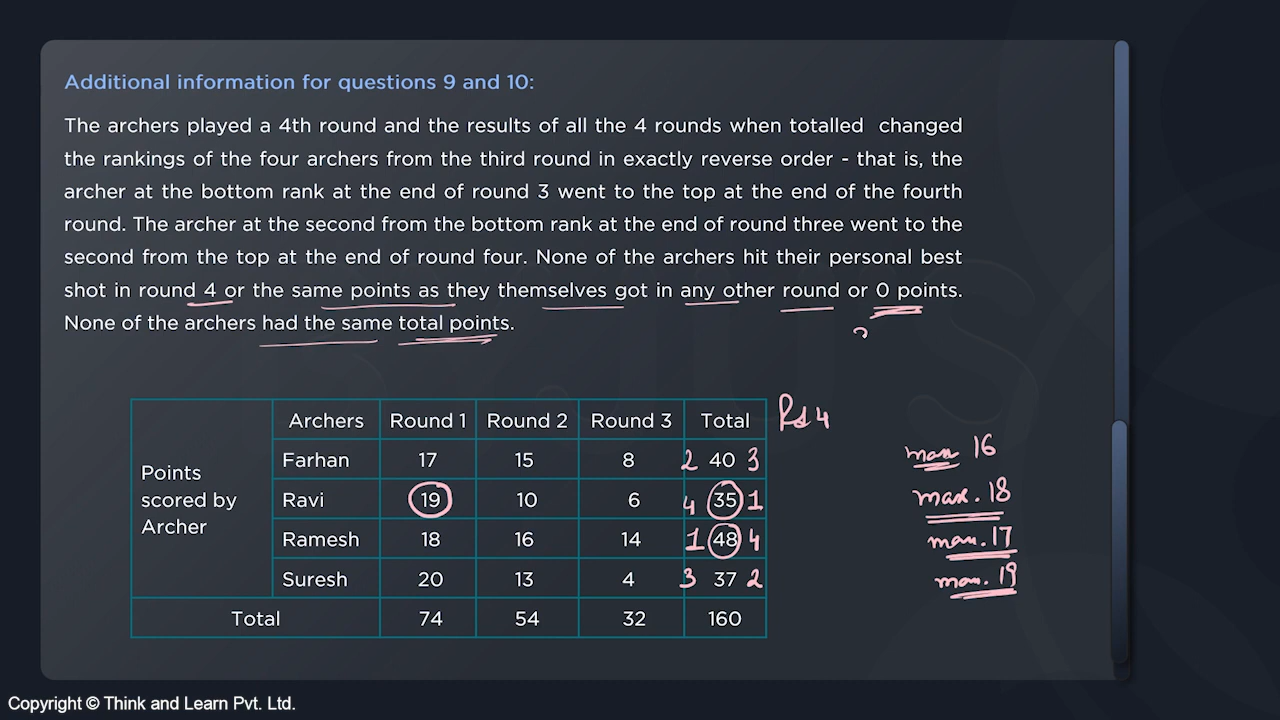 Additional information for questions 9 and 10:
The archers played a 4th round and the results of all the 4 rounds when totalled changed
the rankings of the four archers from the third round in exactly reverse order - that is, the
archer at the bottom rank at the end of round 3 went to the top at the end of the fourth
round. The archer at the second from the bottom rank at the end of round three went to the
second from the top at the end of round four. None of the archers hit their personal best
shot in round 4 or the same points as they themselves got in any other round or 0 points.
None of the archers had the same total points.
Archers Round 1 Round 2 Round 3 Total Rd 4
Points scored by Archer
Farhan 17 15 8 2 40 3 max 16
Ravi 19 10 6 4 35 1 max. 18
Ramesh 18 16 14 1 48 4 max. 17
Suresh 20 13 4 3 37 2 max. 19
Total 74 54 32 160
Copyright © Think and Learn Pvt. Ltd.